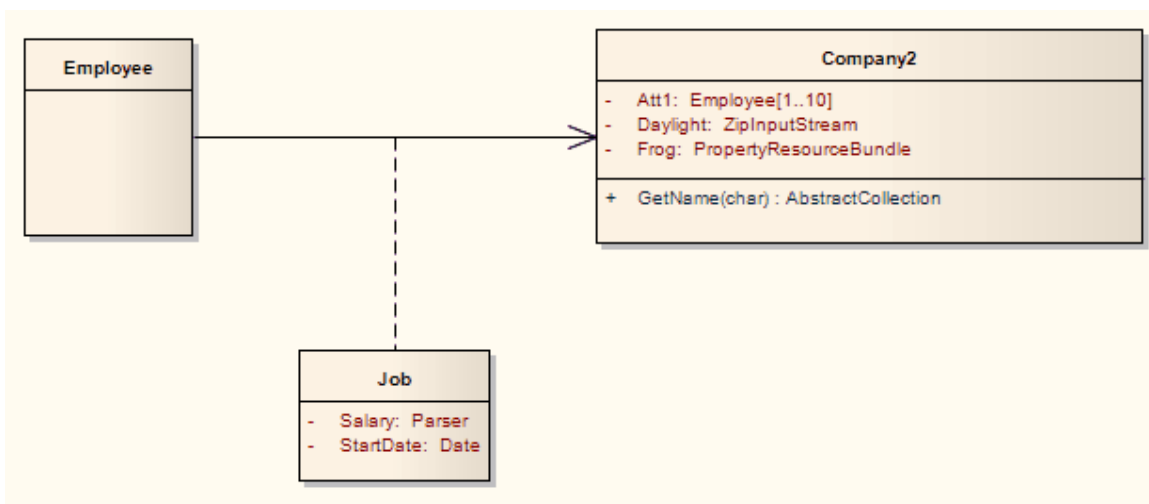 Employee
Company2
- Att1: Employee[1..10]
- Daylight: ZipInputStream
- Frog: PropertyResourceBundle
+ GetName(char) : AbstractCollection
Job
- Salary: Parser
- StartDate: Date